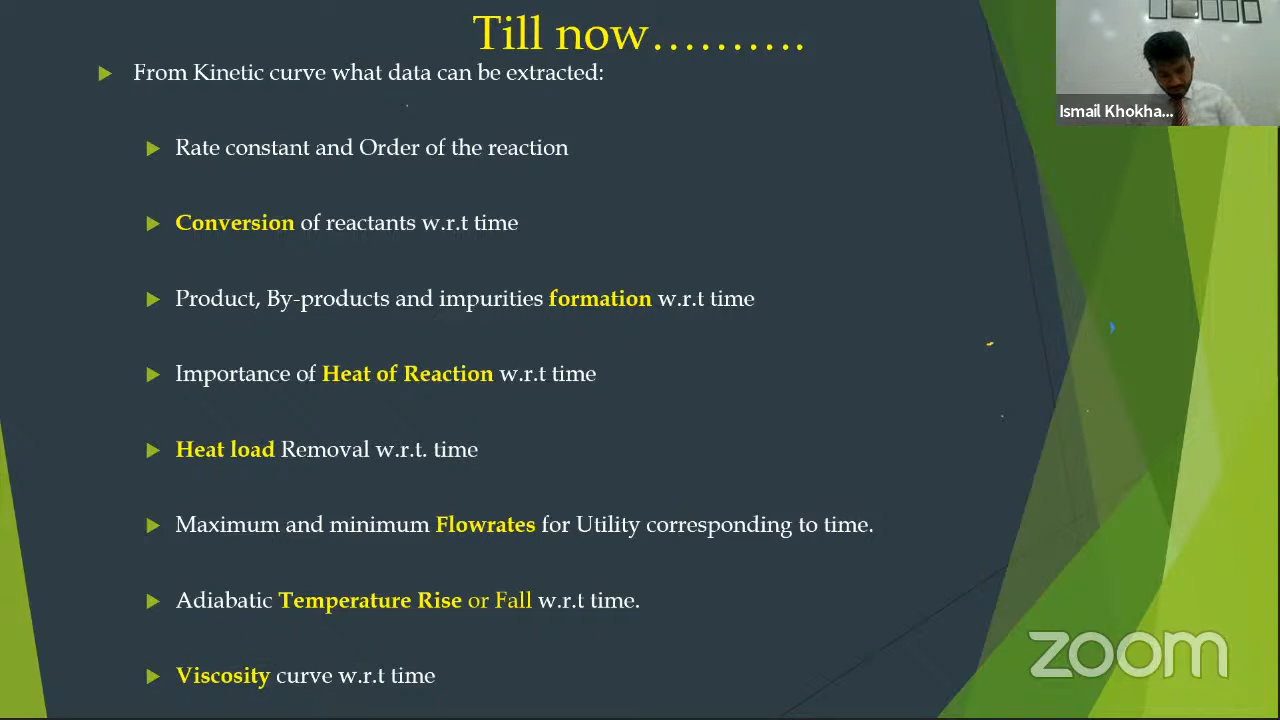 Till now……….
From Kinetic curve what data can be extracted:
Ismail Khokha...
Rate constant and Order of the reaction
Conversion of reactants w.r.t time
Product, By-products and impurities formation w.r.t time
Importance of Heat of Reaction w.r.t time
Heat load Removal w.r.t. time
Maximum and minimum Flowrates for Utility corresponding to time.
Adiabatic Temperature Rise or Fall w.r.t time.
Viscosity curve w.r.t time
zoom